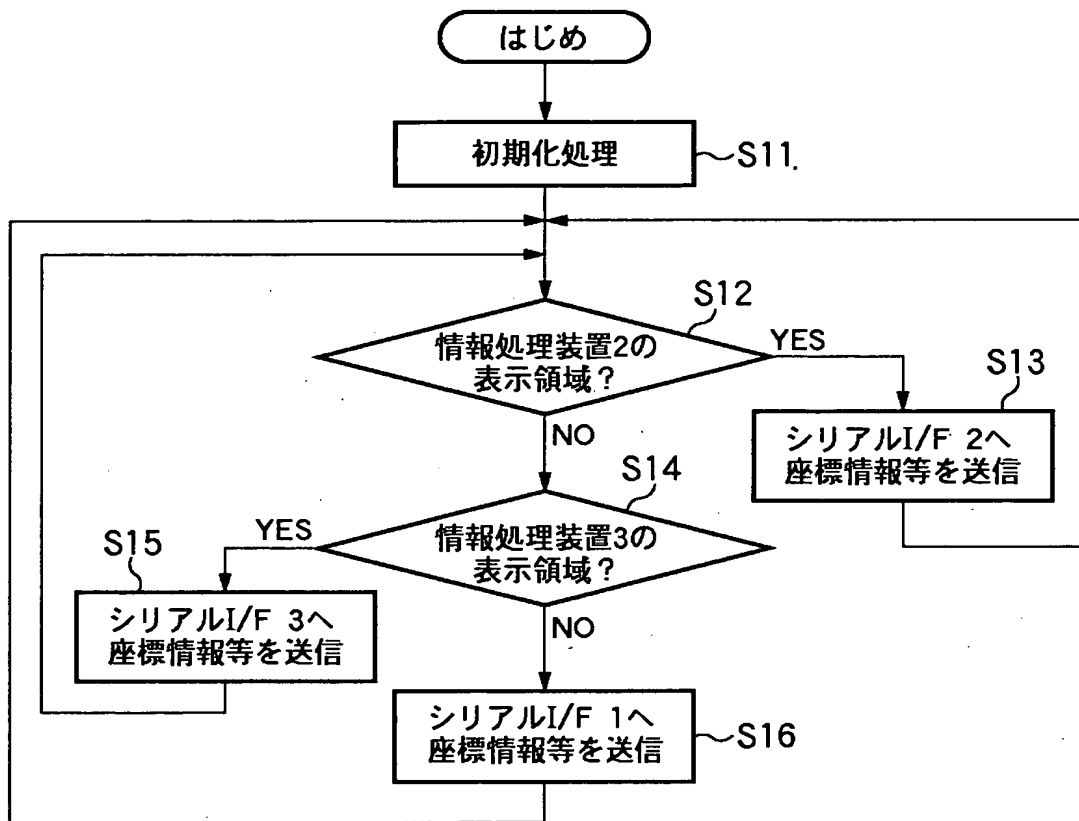 はじめ
初期化処理
S11
S12
情報処理装置2の
表示領域?
YES
S13
シリアルI/F 2へ
座標情報等を送信
NO
S14
情報処理装置3の
表示領域?
YES
S15
シリアルI/F 3へ
座標情報等を送信
NO
シリアルI/F 1へ
座標情報等を送信
S16